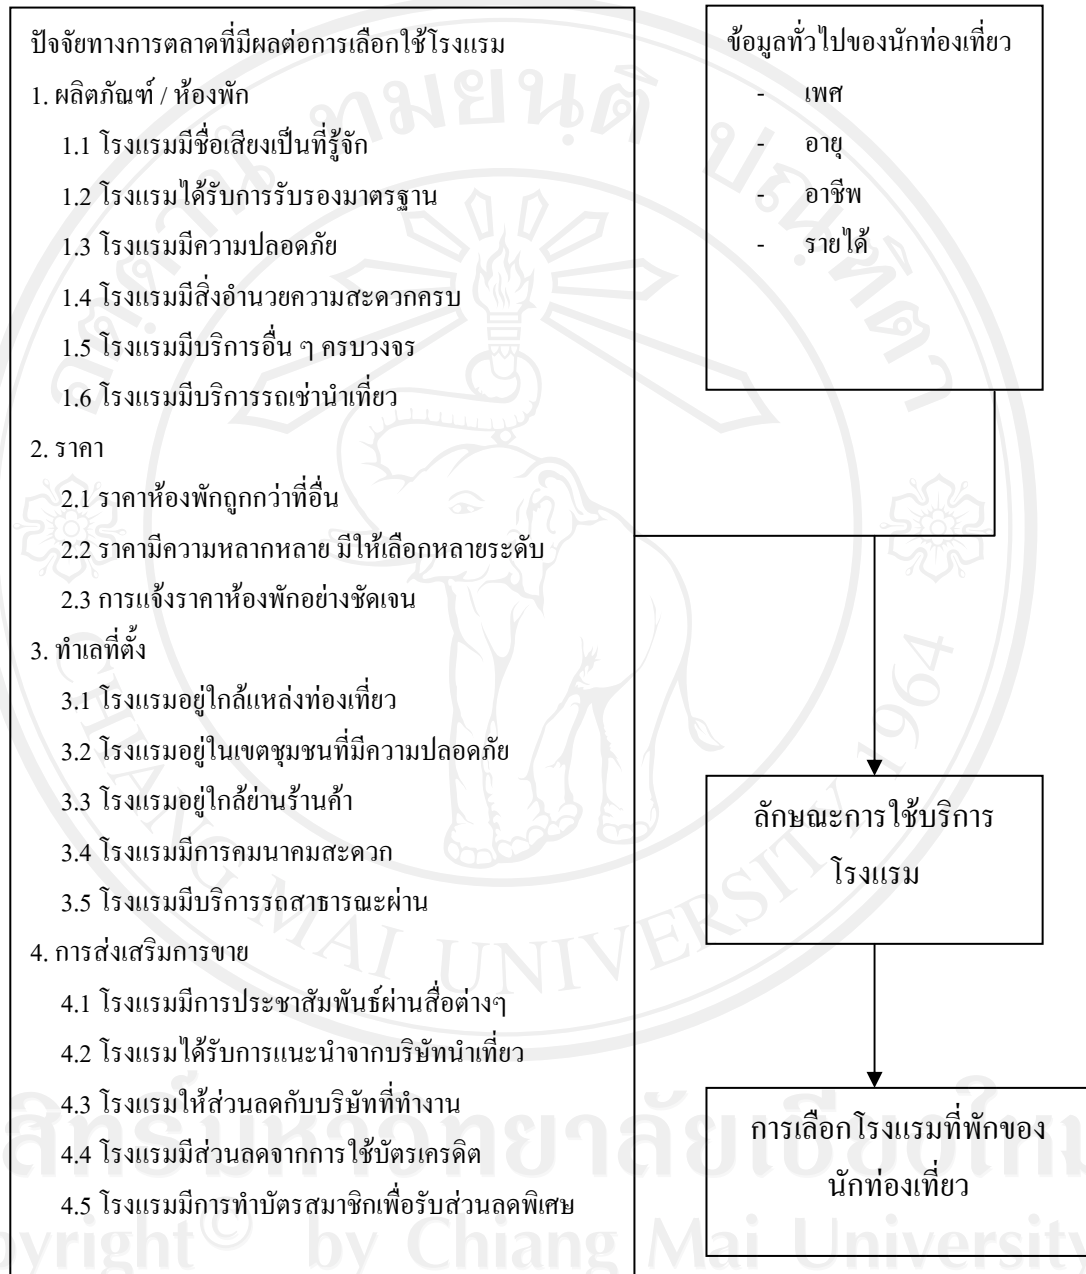 ปัจจัยทางการตลาดที่มีผลต่อการเลือกใช้โรงแรม
1. ผลิตภัณฑ์ / ห้องพัก
1.1 โรงแรมมีชื่อเสียงเป็นที่รู้จัก
1.2 โรงแรมได้รับการรับรองมาตรฐาน
1.3 โรงแรมมีความปลอดภัย
1.4 โรงแรมมีสิ่งอำนวยความสะดวกครบ
1.5 โรงแรมมีบริการอื่น ๆ ครบวงจร
1.6 โรงแรมมีบริการรถเช่านำเที่ยว
2. ราคา
2.1 ราคาห้องพักถูกกว่าที่อื่น
2.2 ราคามีความหลากหลาย มีให้เลือกหลายระดับ
2.3 การแจ้งราคาห้องพักอย่างชัดเจน
3. ทำเลที่ตั้ง
3.1 โรงแรมอยู่ใกล้แหล่งท่องเที่ยว
3.2 โรงแรมอยู่ในเขตชุมชนที่มีความปลอดภัย
3.3 โรงแรมอยู่ใกล้ย่านร้านค้า
3.4 โรงแรมมีการคมนาคมสะดวก
3.5 โรงแรมมีบริการรถสาธารณะผ่าน
4. การส่งเสริมการขาย
4.1 โรงแรมมีการประชาสัมพันธ์ผ่านสื่อต่างๆ
4.2 โรงแรมได้รับการแนะนำจากบริษัทนำเที่ยว
4.3 โรงแรมให้ส่วนลดกับบริษัทที่ทำงาน
4.4 โรงแรมมีส่วนลดจากการใช้บัตรเครดิต
4.5 โรงแรมมีการทำบัตรสมาชิกเพื่อรับส่วนลดพิเศษ
ข้อมูลทั่วไปของนักท่องเที่ยว
- เพศ
- อายุ
- อาชีพ
- รายได้
ลักษณะการใช้บริการ
โรงแรม
การเลือกโรงแรมที่พักของ
นักท่องเที่ยว
CHIANG MAI UNIVERSITY 1964
by Chiang Mai University